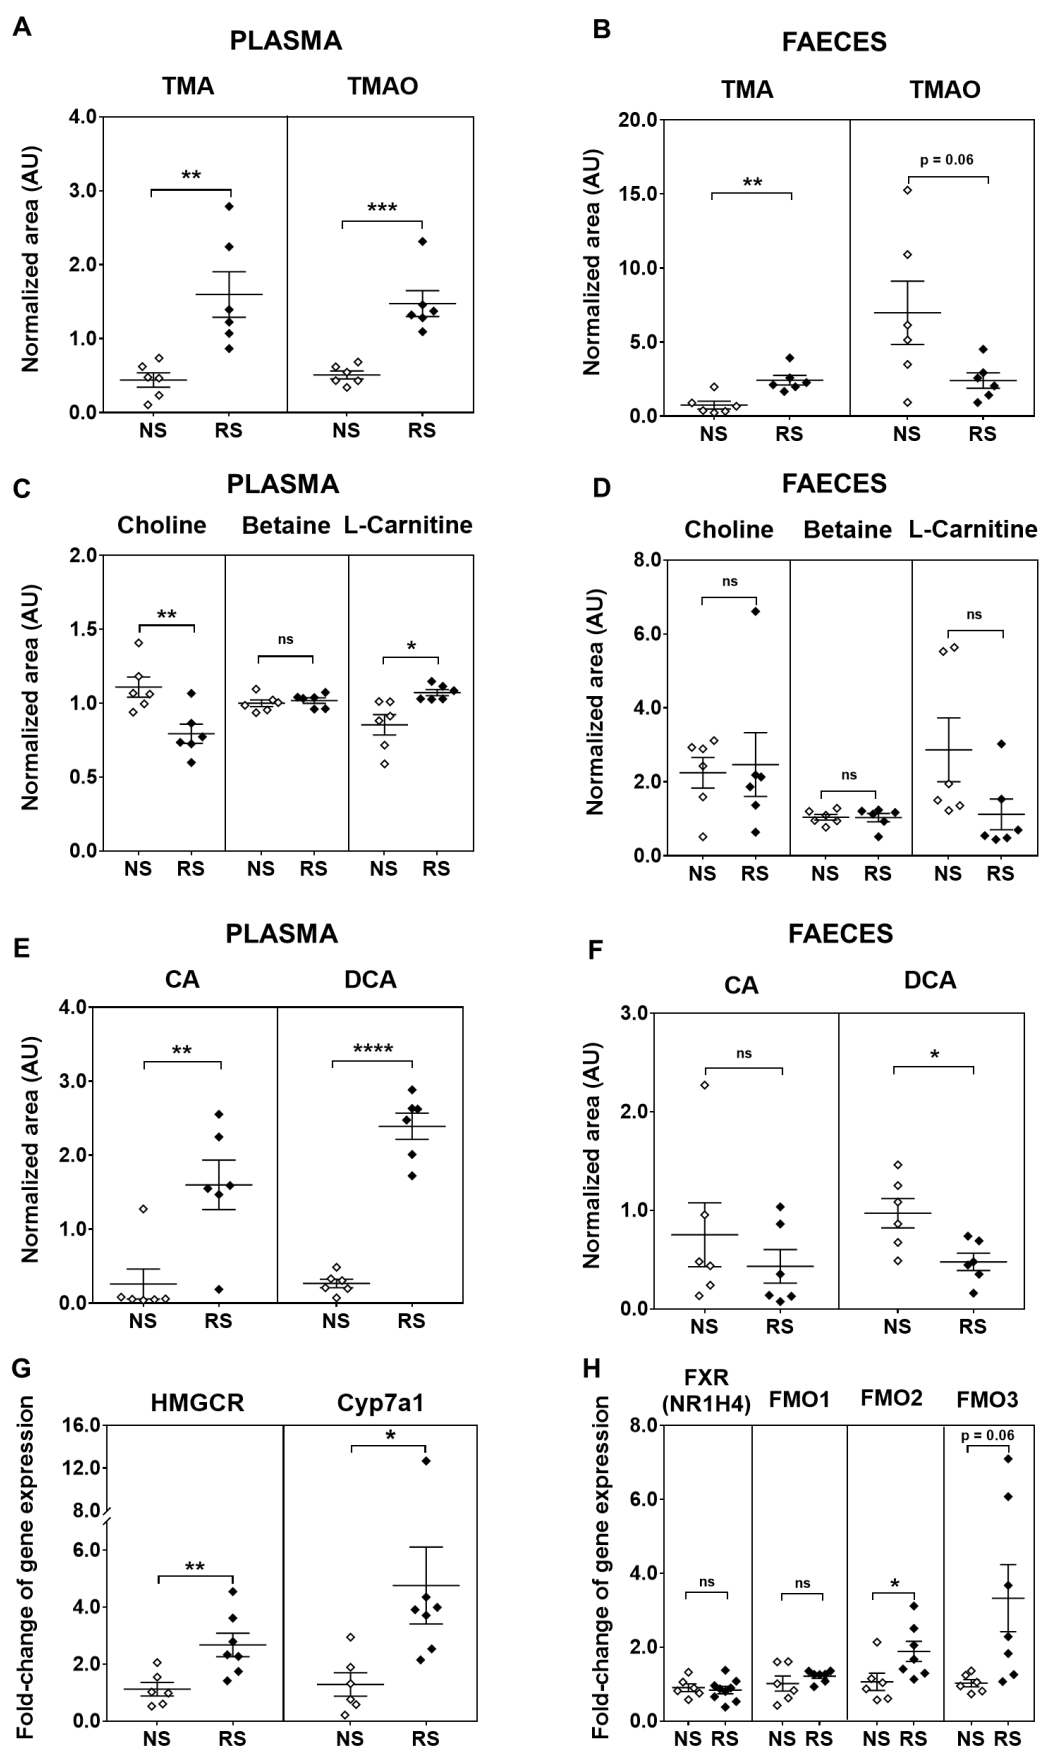 A
PLASMA
TMA TMAO
Normalized area (AU)
4.0
3.0
2.0
1.0
0.0
**
***
NS RS NS RS
B
FAECES
TMA TMAO
Normalized area (AU)
20.0
15.0
10.0
5.0
0.0
**
p = 0.06
NS RS NS RS
C
PLASMA
Choline Betaine L-Carnitine
Normalized area (AU)
2.0
1.5
1.0
0.5
0.0
**
ns
*
NS RS NS RS NS RS
D
FAECES
Choline Betaine L-Carnitine
Normalized area (AU)
8.0
6.0
4.0
2.0
0.0
ns
ns
ns
NS RS NS RS NS RS
E
PLASMA
CA DCA
Normalized area (AU)
4.0
3.0
2.0
1.0
0.0
**
****
NS RS NS RS
F
FAECES
CA DCA
Normalized area (AU)
3.0
2.0
1.0
0.0
ns
*
NS RS NS RS
G
HMGCR Cyp7a1
Fold-change of gene expression
16.0
12.0
8.0
6.0
4.0
2.0
0.0
**
*
NS RS NS RS
H
FXR
(NR1H4) FMO1 FMO2 FMO3
Fold-change of gene expression
8.0
6.0
4.0
2.0
0.0
ns
ns
*
p = 0.06
NS RS NS RS NS RS NS RS